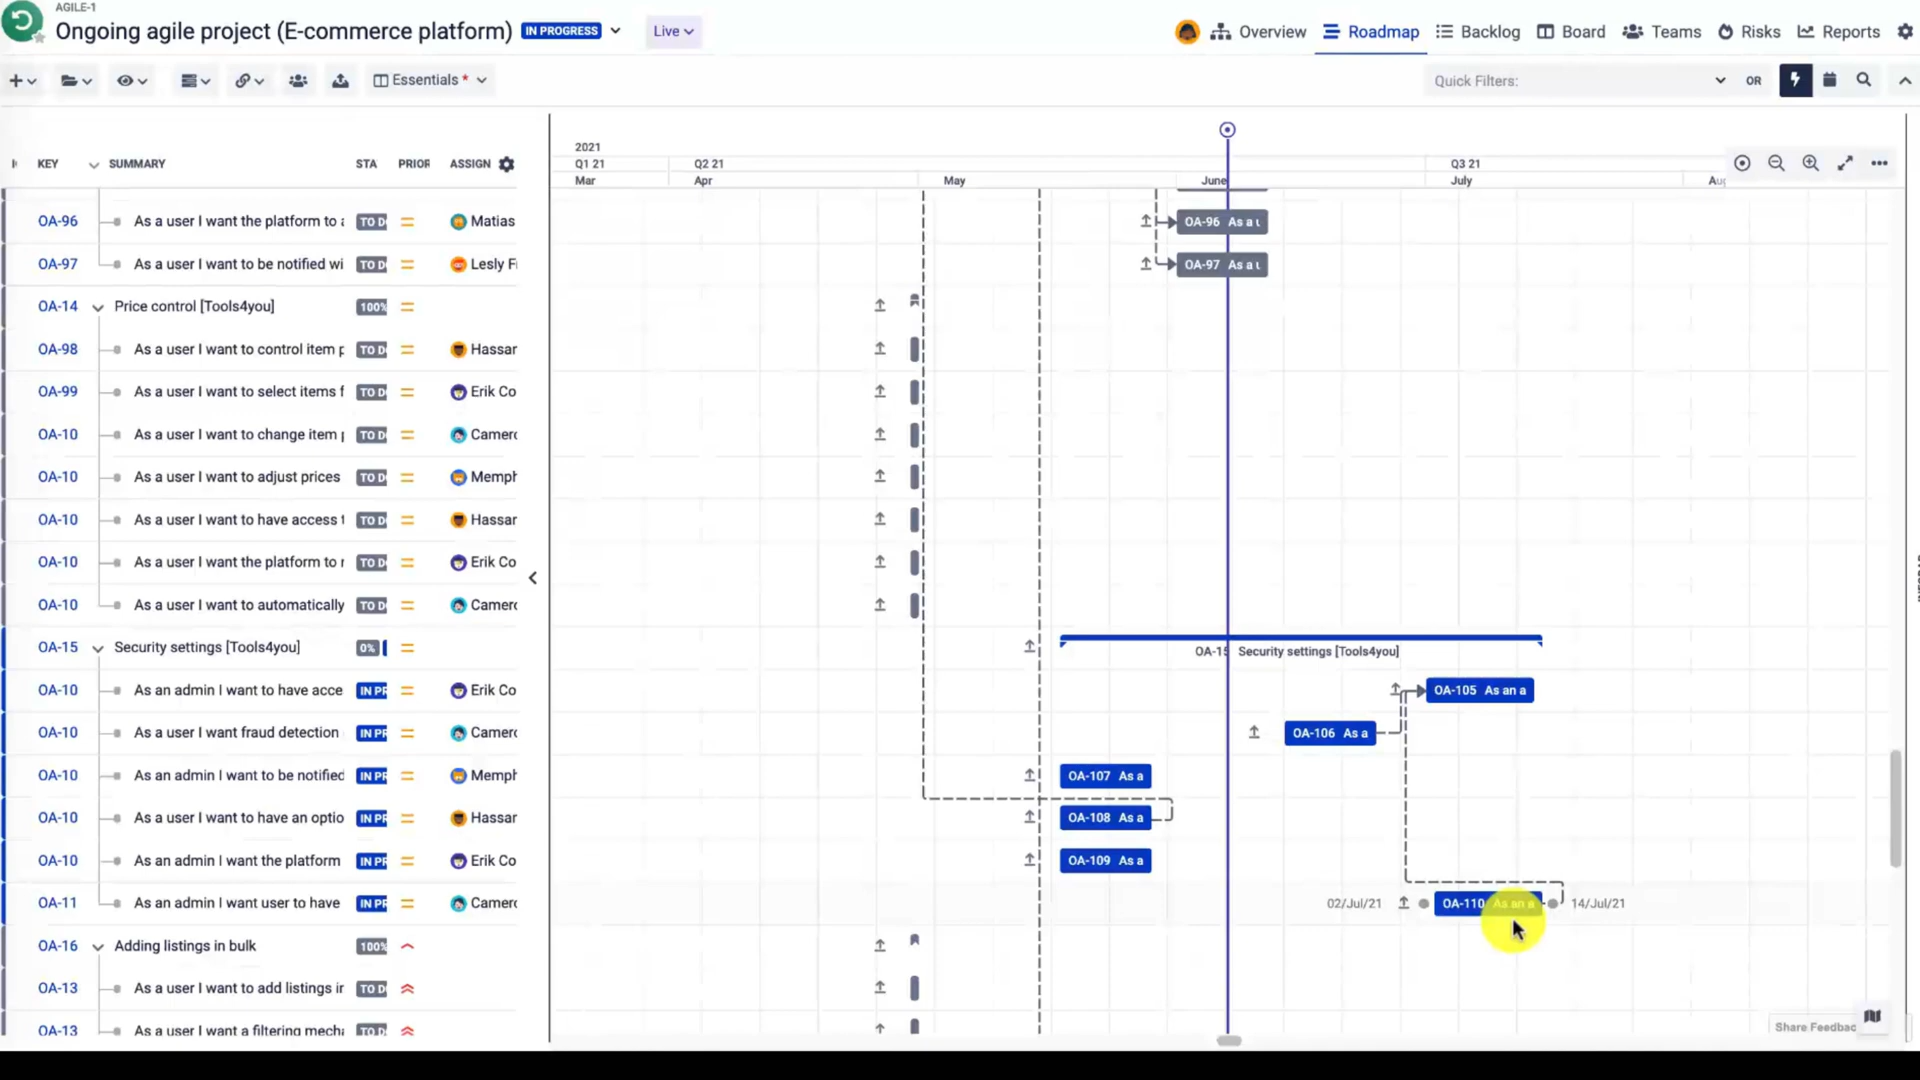 AGILE-1
Ongoing agile project (E-commerce platform) IN PROGRESS Live
Overview Roadmap Backlog Board Teams Risks Reports
Essentials * Quick Filters: OR
KEY SUMMARY STA PRIOR ASSIGN
2021
Q1 21 Q2 21 Q3 21
Mar Apr May June July Au
OA-96 As a user I want the platform to a TO D Matias OA-96 As a u
OA-97 As a user I want to be notified wi TO D Lesly Fi OA-97 As a u
OA-14 Price control [Tools4you] 100%
OA-98 As a user I want to control item p TO D Hassar
OA-99 As a user I want to select items f TO D Erik Co
OA-10 As a user I want to change item p TO D Camero
OA-10 As a user I want to adjust prices TO D Memph
OA-10 As a user I want to have access t TO D Hassar
OA-10 As a user I want the platform to r TO D Erik Co
OA-10 As a user I want to automatically TO D Camero
OA-15 Security settings [Tools4you] 0% OA-15 Security settings [Tools4you]
OA-10 As an admin I want to have acce IN PR Erik Co OA-105 As an a
OA-10 As a user I want fraud detection IN PR Camero OA-106 As a
OA-10 As an admin I want to be notified IN PR Memph OA-107 As a
OA-10 As a user I want to have an optio IN PR Hassar OA-108 As a
OA-10 As an admin I want the platform IN PR Erik Co OA-109 As a
OA-11 As an admin I want user to have IN PR Camero 02/Jul/21 OA-110 As an a 14/Jul/21
OA-16 Adding listings in bulk 100%
OA-13 As a user I want to add listings ir TO D
OA-13 As a user I want a filtering mecha TO D
Share Feedbac